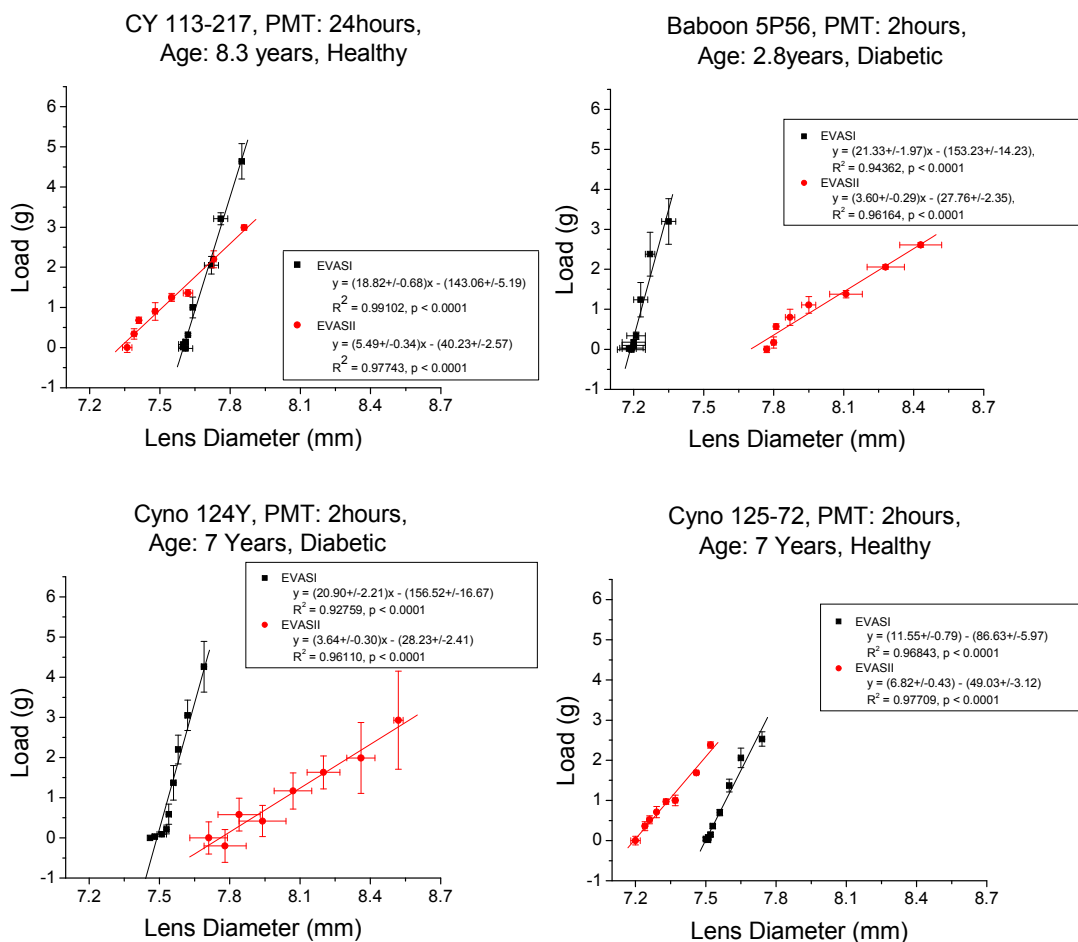 CY 113-217, PMT: 24hours,
Age: 8.3 years, Healthy
6
5
4
3
2
1
0
-1
Load (g)
EVASI
y = (18.82+/-0.68)x - (143.06+/-5.19)
R² = 0.99102, p < 0.0001
EVASII
y = (5.49+/-0.34)x - (40.23+/-2.57)
R² = 0.97743, p < 0.0001
7.2 7.5 7.8 8.1 8.4 8.7
Lens Diameter (mm)
Baboon 5P56, PMT: 2hours,
Age: 2.8years, Diabetic
6
5
4
3
2
1
0
-1
Load (g)
EVASI
y = (21.33+/-1.97)x - (153.23+/-14.23),
R² = 0.94362, p < 0.0001
EVASII
y = (3.60+/-0.29)x - (27.76+/-2.35),
R² = 0.96164, p < 0.0001
7.2 7.5 7.8 8.1 8.4 8.7
Lens Diameter (mm)
Cyno 124Y, PMT: 2hours,
Age: 7 Years, Diabetic
6
5
4
3
2
1
0
-1
Load (g)
EVASI
y = (20.90+/-2.21)x - (156.52+/-16.67)
R² = 0.92759, p < 0.0001
EVASII
y = (3.64+/-0.30)x - (28.23+/-2.41)
R² = 0.96110, p < 0.0001
7.2 7.5 7.8 8.1 8.4 8.7
Lens Diameter (mm)
Cyno 125-72, PMT: 2hours,
Age: 7 Years, Healthy
6
5
4
3
2
1
0
-1
Load (g)
EVASI
y = (11.55+/-0.79) - (86.63+/-5.97)
R² = 0.96843, p < 0.0001
EVASII
y = (6.82+/-0.43) - (49.03+/-3.12)
R² = 0.97709, p < 0.0001
7.2 7.5 7.8 8.1 8.4 8.7
Lens Diameter (mm)